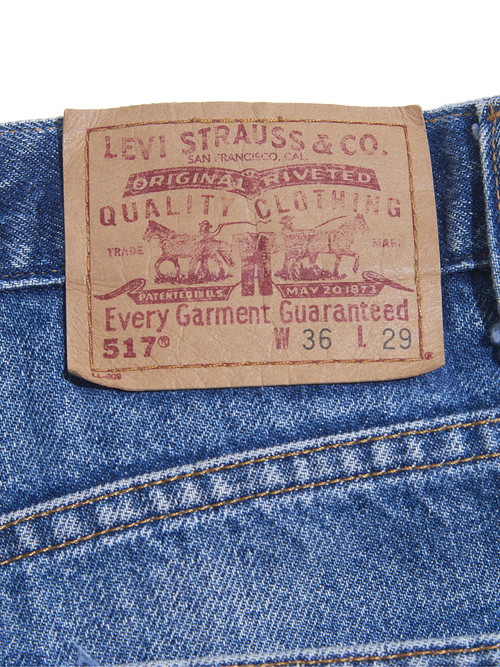 LEVI STRAUSS & CO.
SAN FRANCISCO, CAL.
ORIGINAL RIVETED
QUALITY CLOTHING
TRADE MARK
PATENTED IN U.S. MAY 20.1873
Every Garment Guaranteed
517® W 36 L 29